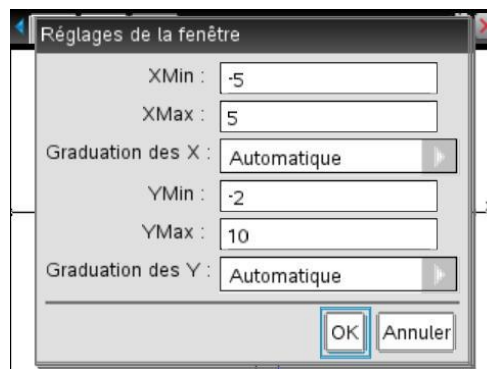 Réglages de la fenêtre
XMin : -5
XMax : 5
Graduation des X : Automatique
YMin : -2
YMax : 10
Graduation des Y : Automatique
OK Annuler